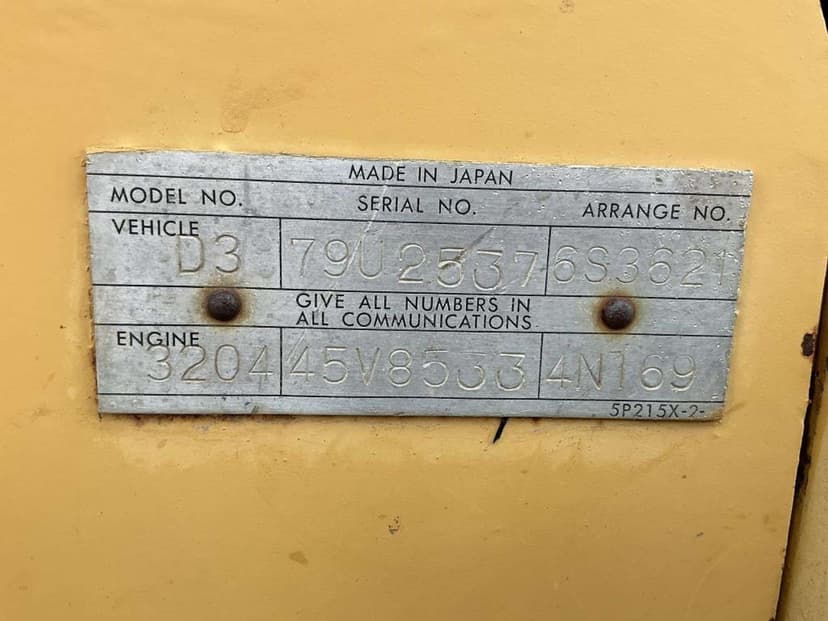 MADE IN JAPAN
MODEL NO. SERIAL NO. ARRANGE NO.
VEHICLE D3 79U2537 6S3621
GIVE ALL NUMBERS IN
ALL COMMUNICATIONS
ENGINE 3204 45V8533 4N169
5P215X-2-